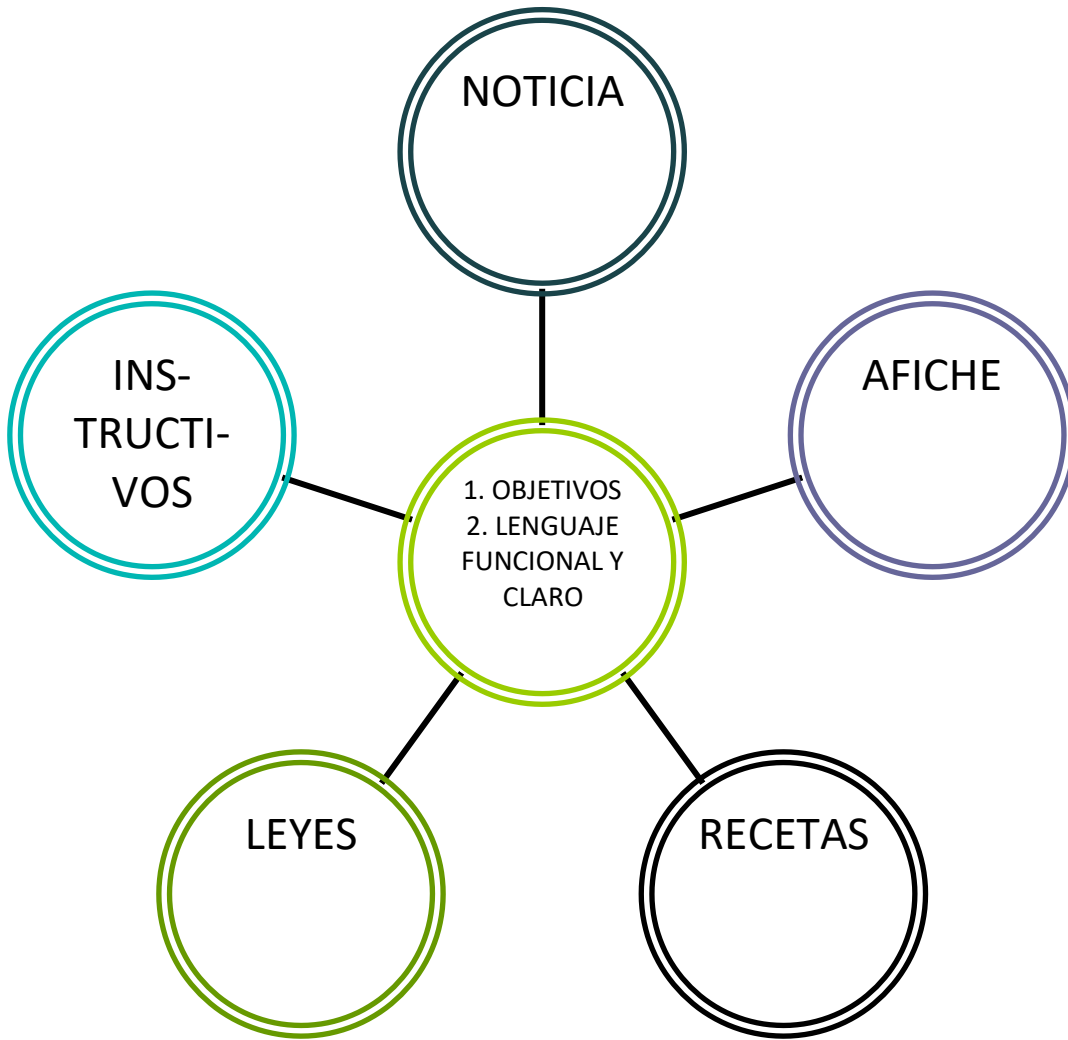 NOTICIA
AFICHE
INS-
TRUCTI-
VOS
1. OBJETIVOS
2. LENGUAJE
FUNCIONAL Y
CLARO
LEYES
RECETAS